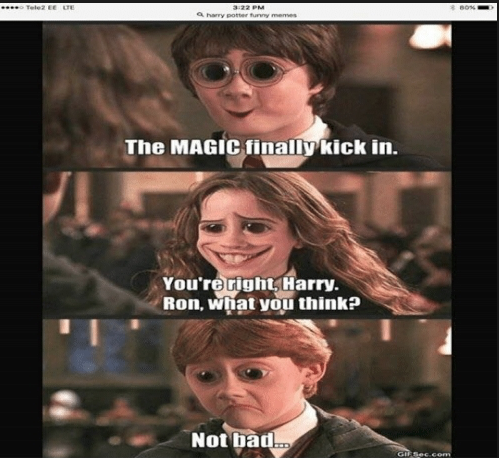 Tele2 EE LTE 3:22 PM 80%
harry potter funny memes
The MAGIC finally kick in.
You're right, Harry.
Ron, what you think?
Not bad...
GIFSec.com